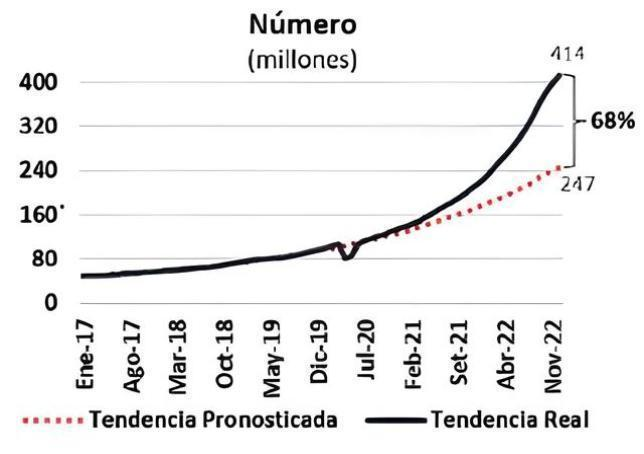 Número
(millones)
414
400
320
68%
240
247
160
80
0
Ene-17
Ago-17
Mar-18
Oct-18
May-19
Dic-19
Jul-20
Feb-21
Set-21
Abr-22
Nov-22
Tendencia Pronosticada
Tendencia Real